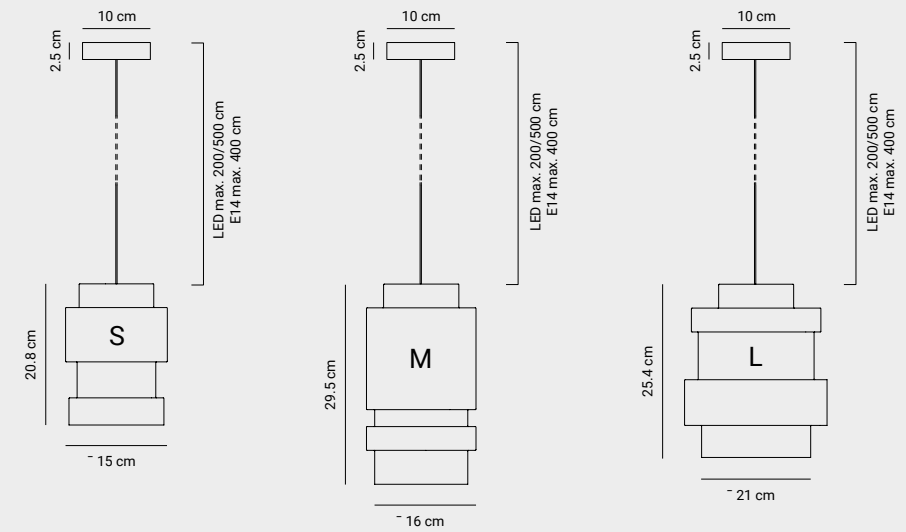 10 cm
2.5 cm
LED max. 200/500 cm
E14 max. 400 cm
S
20.8 cm
¯ 15 cm
10 cm
2.5 cm
LED max. 200/500 cm
E14 max. 400 cm
M
29.5 cm
¯ 16 cm
10 cm
2.5 cm
LED max. 200/500 cm
E14 max. 400 cm
L
25.4 cm
¯ 21 cm